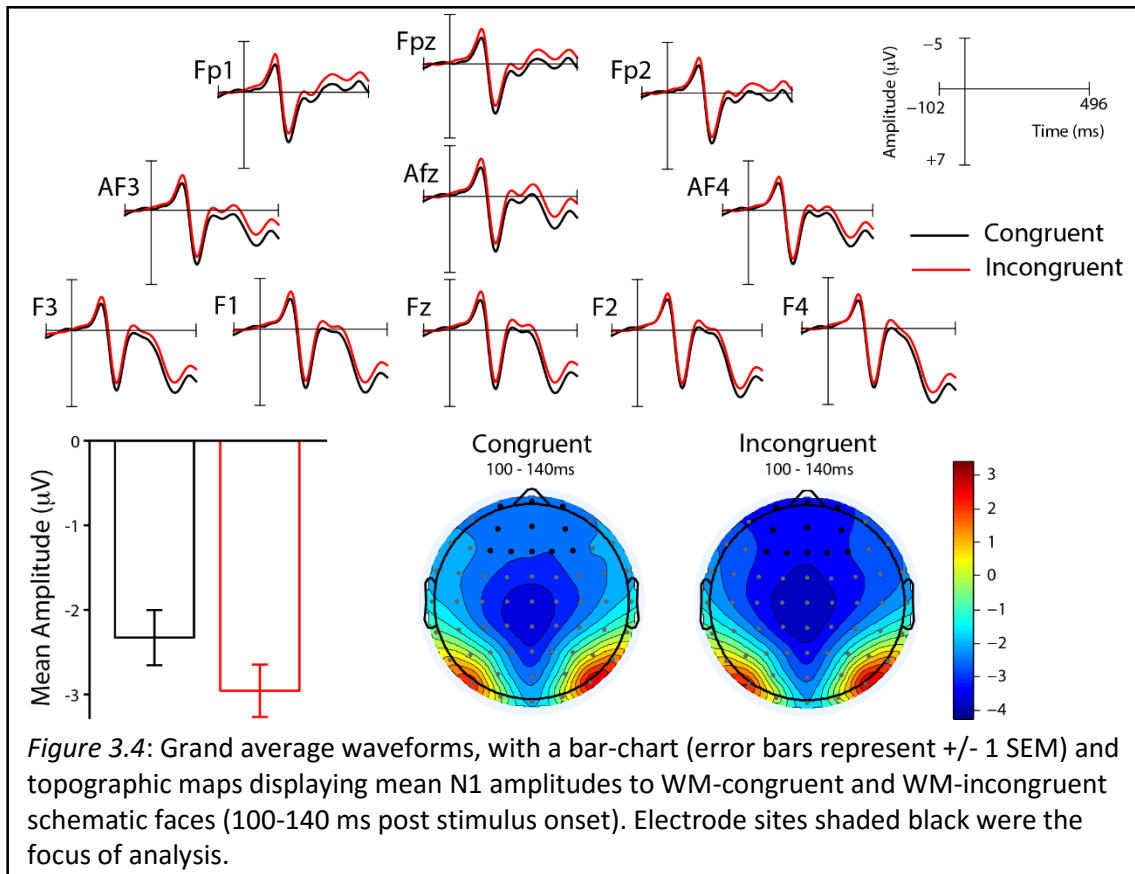 Fp1
Fpz
Fp2
−5
Amplitude (μV)
−102
496
Time (ms)
+7
AF3
Afz
AF4
Congruent
Incongruent
F3
F1
Fz
F2
F4
0
-1
-2
-3
Mean Amplitude (μV)
Congruent
100 - 140ms
Incongruent
100 - 140ms
3
2
1
0
−1
−2
−3
−4
Figure 3.4: Grand average waveforms, with a bar-chart (error bars represent +/- 1 SEM) and
topographic maps displaying mean N1 amplitudes to WM-congruent and WM-incongruent
schematic faces (100-140 ms post stimulus onset). Electrode sites shaded black were the
focus of analysis.